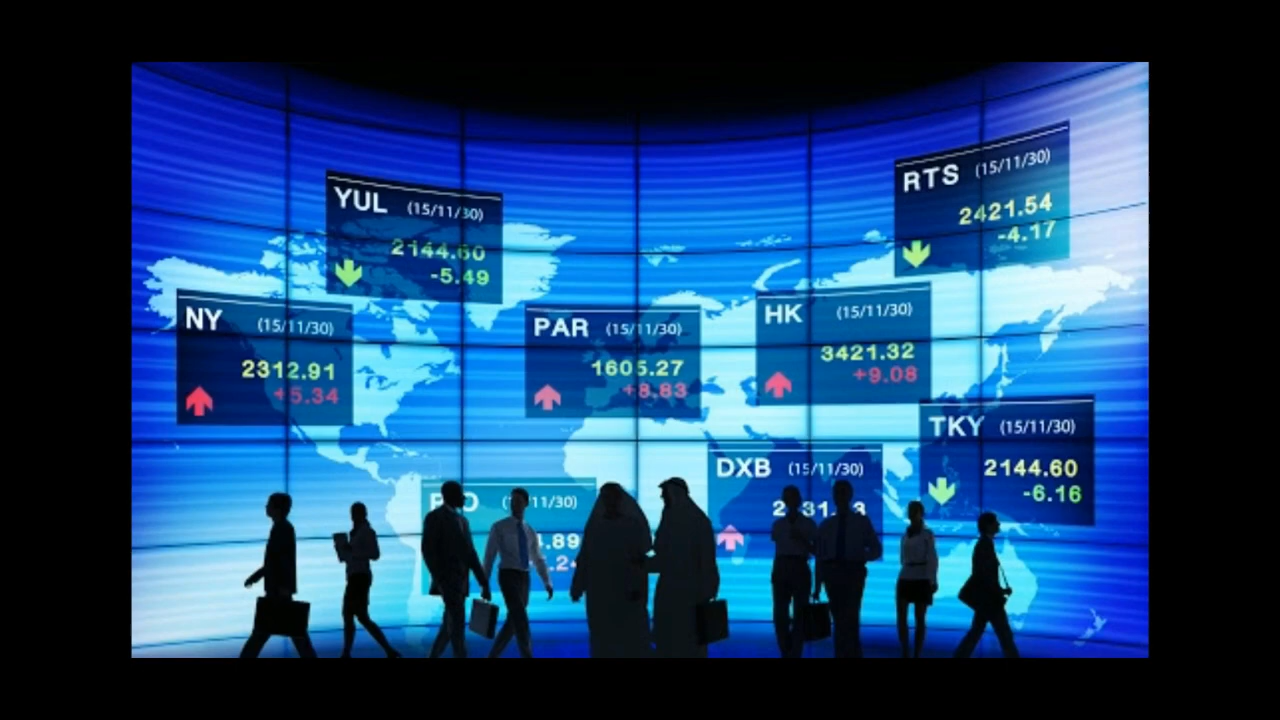 RTS (15/11/30)
2421.54
-4.17
YUL (15/11/30)
2144.60
-5.49
NY (15/11/30)
2312.91
+5.34
PAR (15/11/30)
1605.27
+8.83
HK (15/11/30)
3421.32
+9.08
TKY (15/11/30)
2144.60
-6.16
DXB (15/11/30)